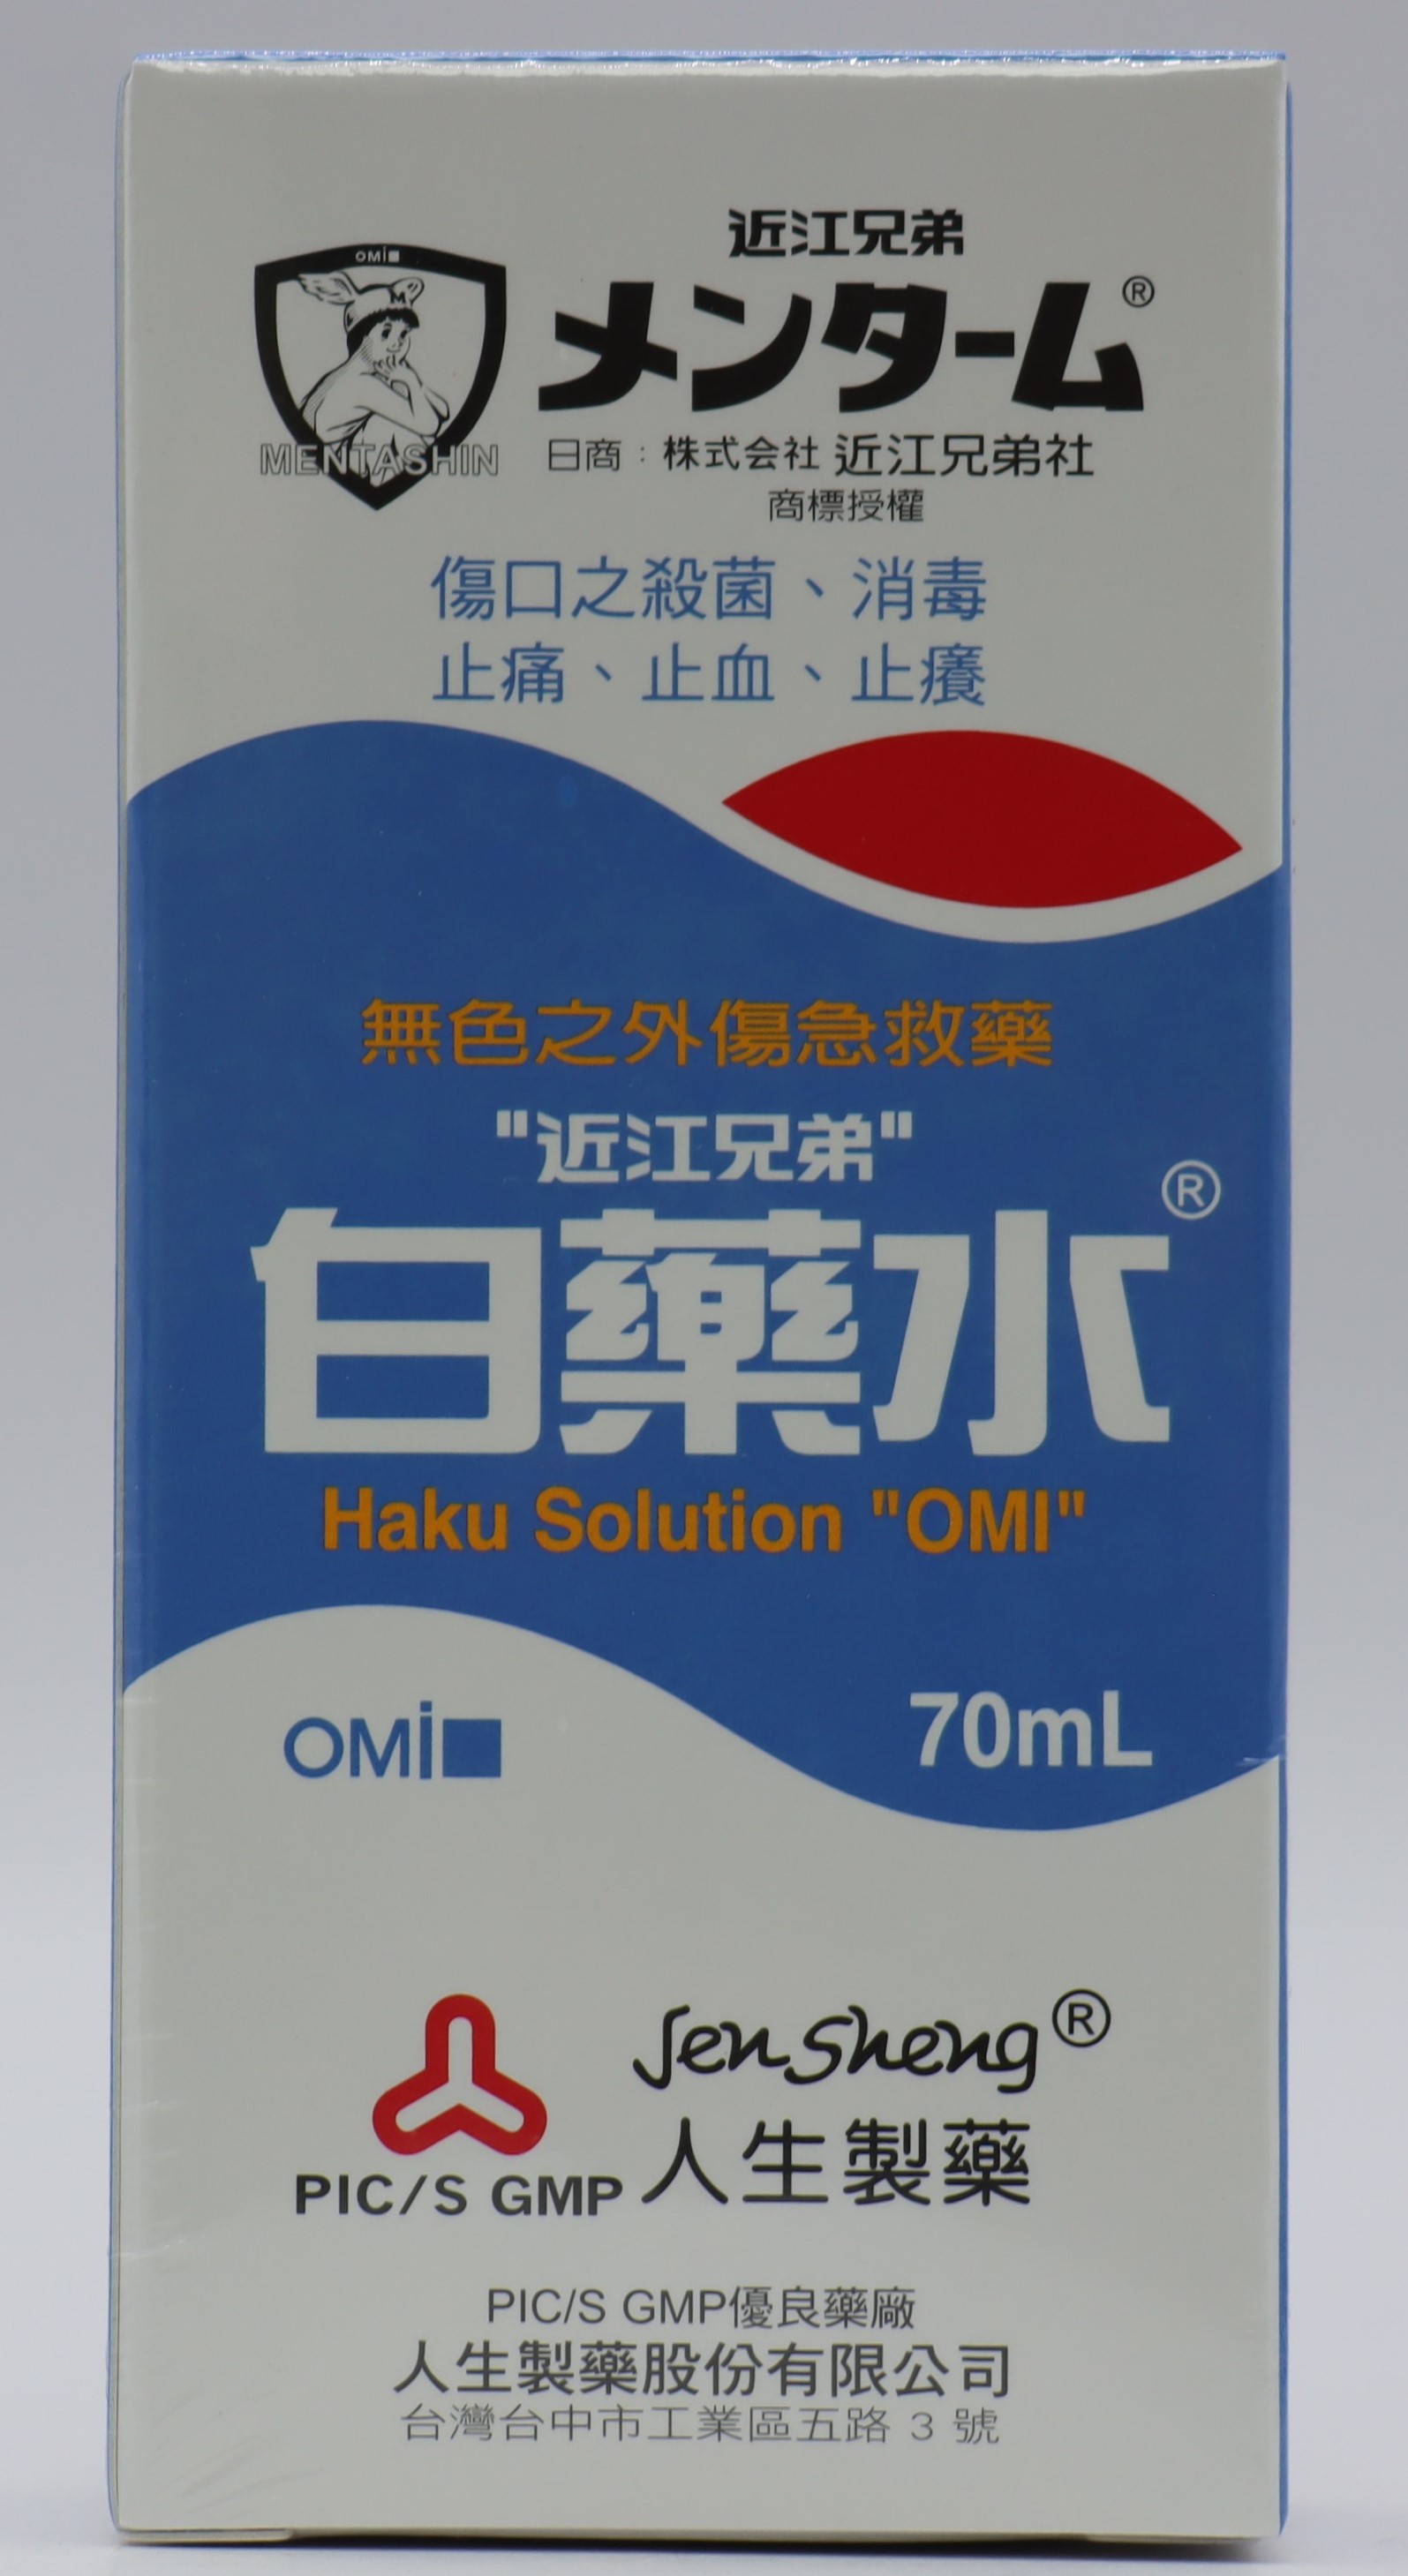 近江兄弟
OMI
メンターム®
MENTASHIN
日商：株式会社 近江兄弟社
商標授權
傷口之殺菌、消毒
止痛、止血、止癢
無色之外傷急救藥
"近江兄弟"
白藥水®
Haku Solution "OMI"
OMI
70mL
Jen Sheng®
PIC/S GMP
人生製藥
PIC/S GMP優良藥廠
人生製藥股份有限公司
台灣台中市工業區五路 3 號